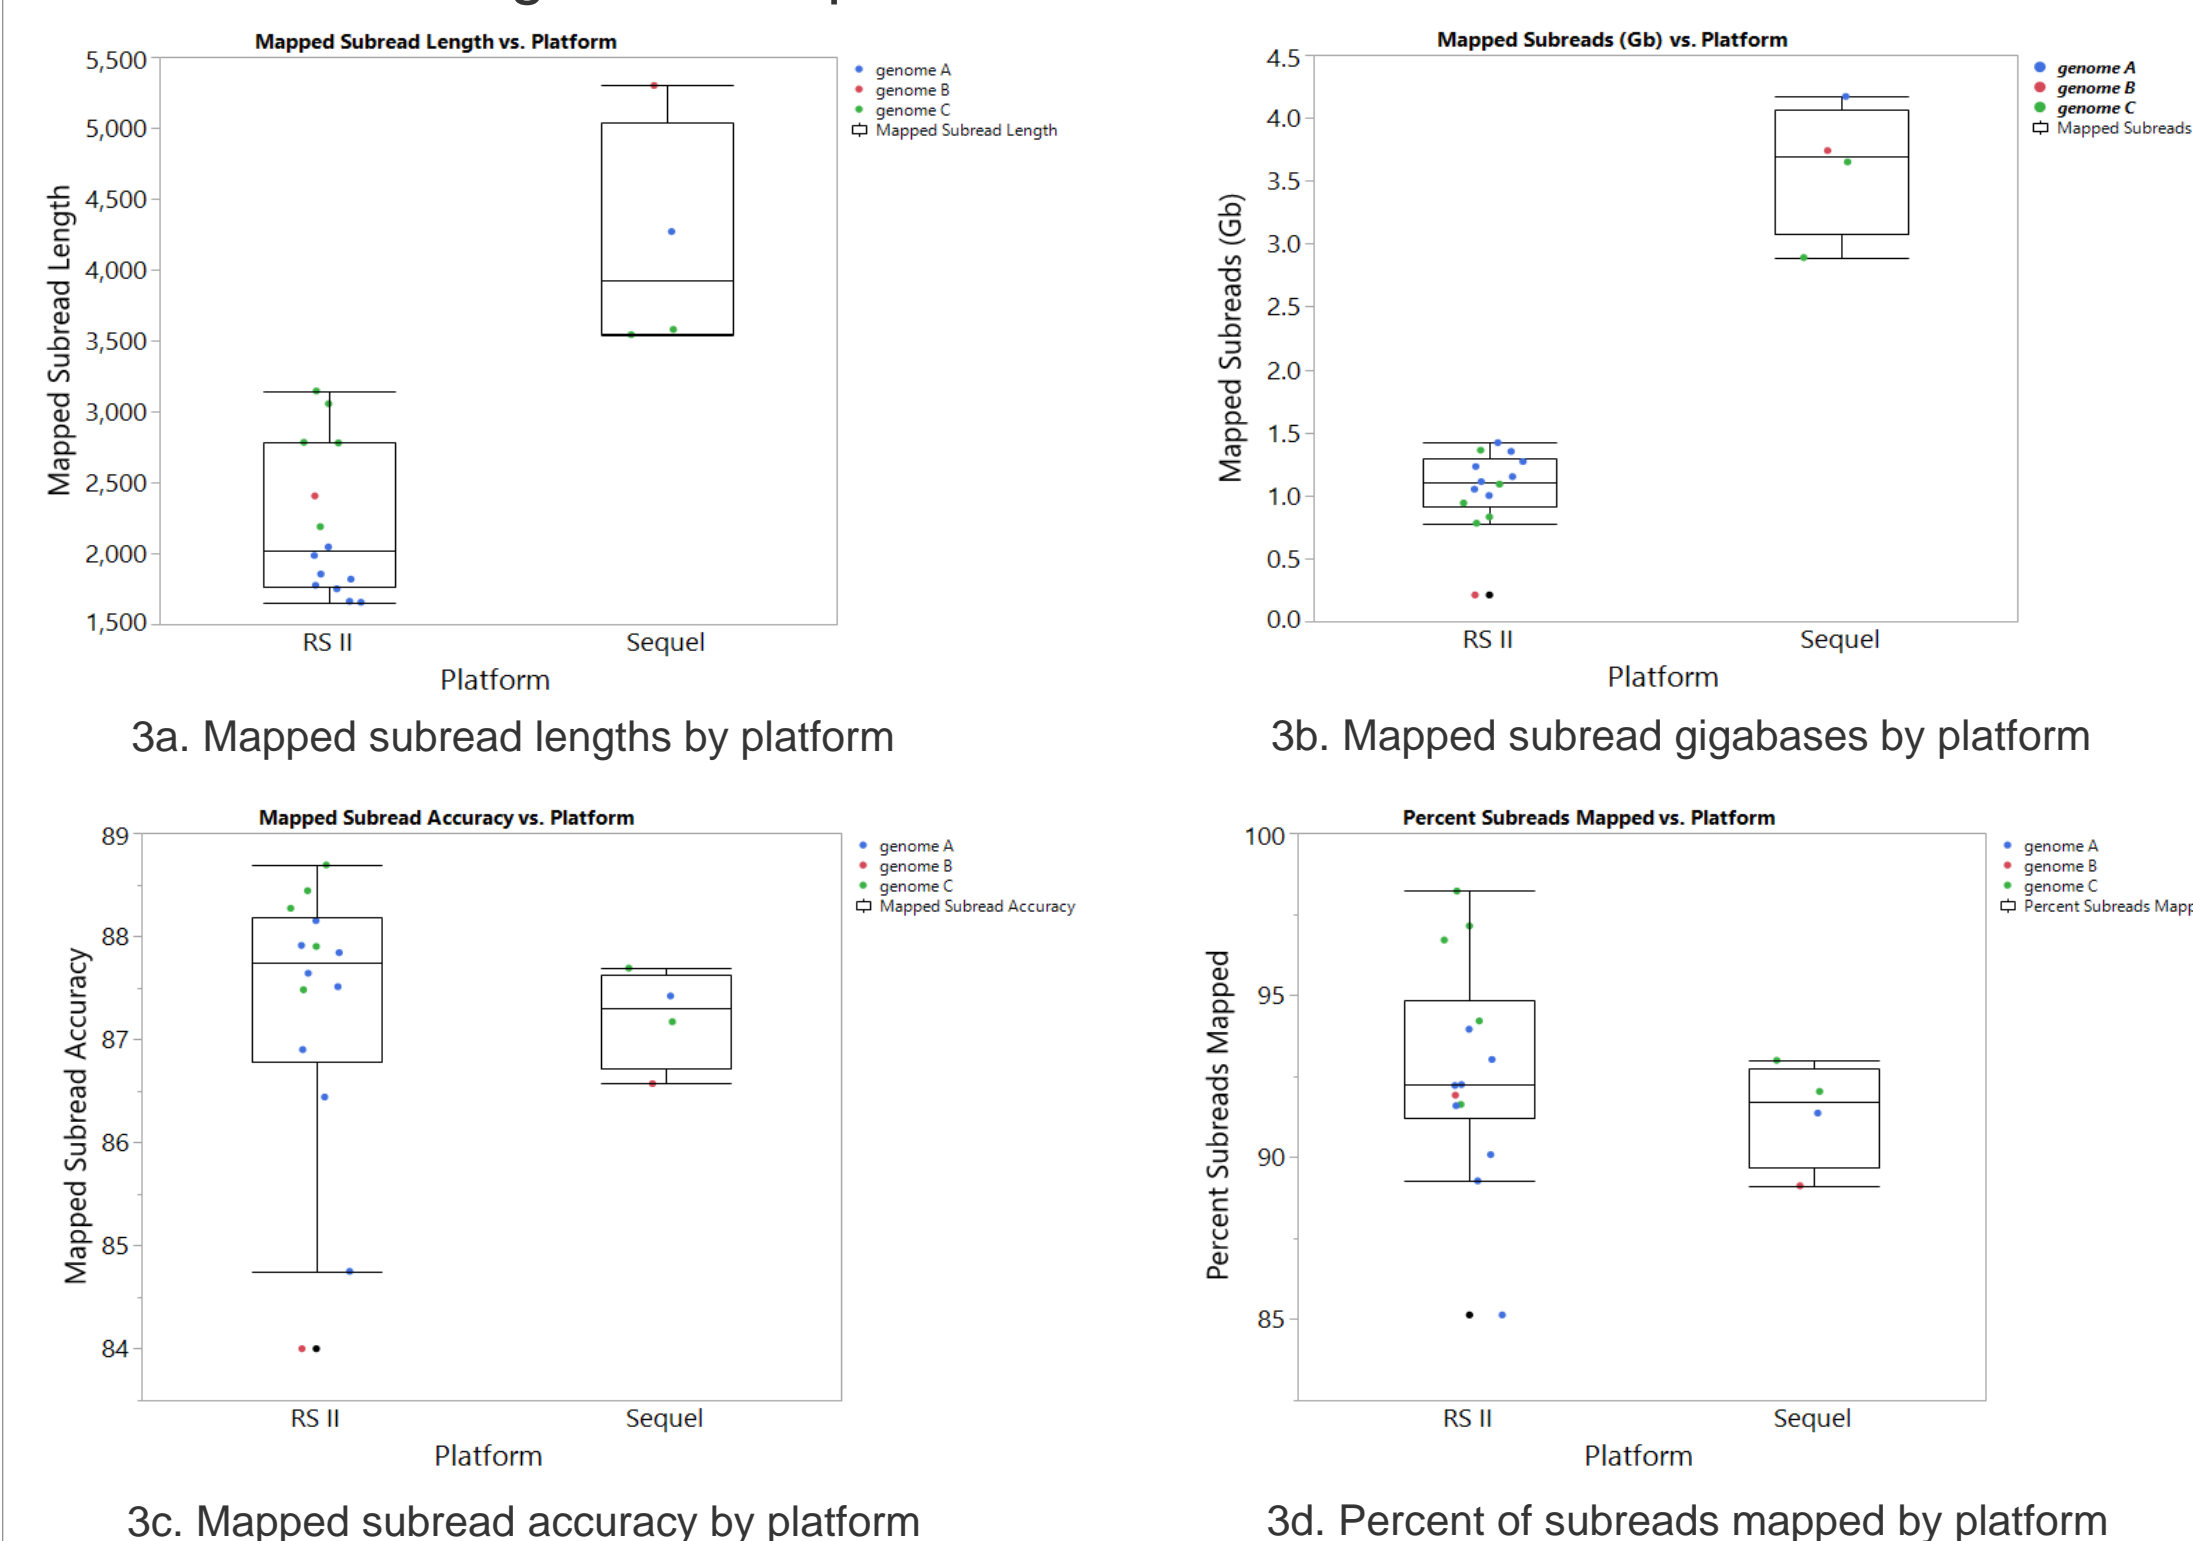 Mapped Subread Length vs. Platform
5,500
5,000
4,500
4,000
3,500
3,000
2,500
2,000
1,500
Mapped Subread Length
RS II
Sequel
Platform
genome A
genome B
genome C
Mapped Subread Length
3a. Mapped subread lengths by platform
Mapped Subreads (Gb) vs. Platform
4.5
4.0
3.5
3.0
2.5
2.0
1.5
1.0
0.5
0.0
Mapped Subreads (Gb)
RS II
Sequel
Platform
genome A
genome B
genome C
Mapped Subreads
3b. Mapped subread gigabases by platform
Mapped Subread Accuracy vs. Platform
89
88
87
86
85
84
Mapped Subread Accuracy
RS II
Sequel
Platform
genome A
genome B
genome C
Mapped Subread Accuracy
3c. Mapped subread accuracy by platform
Percent Subreads Mapped vs. Platform
100
95
90
85
Percent Subreads Mapped
RS II
Sequel
Platform
genome A
genome B
genome C
Percent Subreads Mapp
3d. Percent of subreads mapped by platform